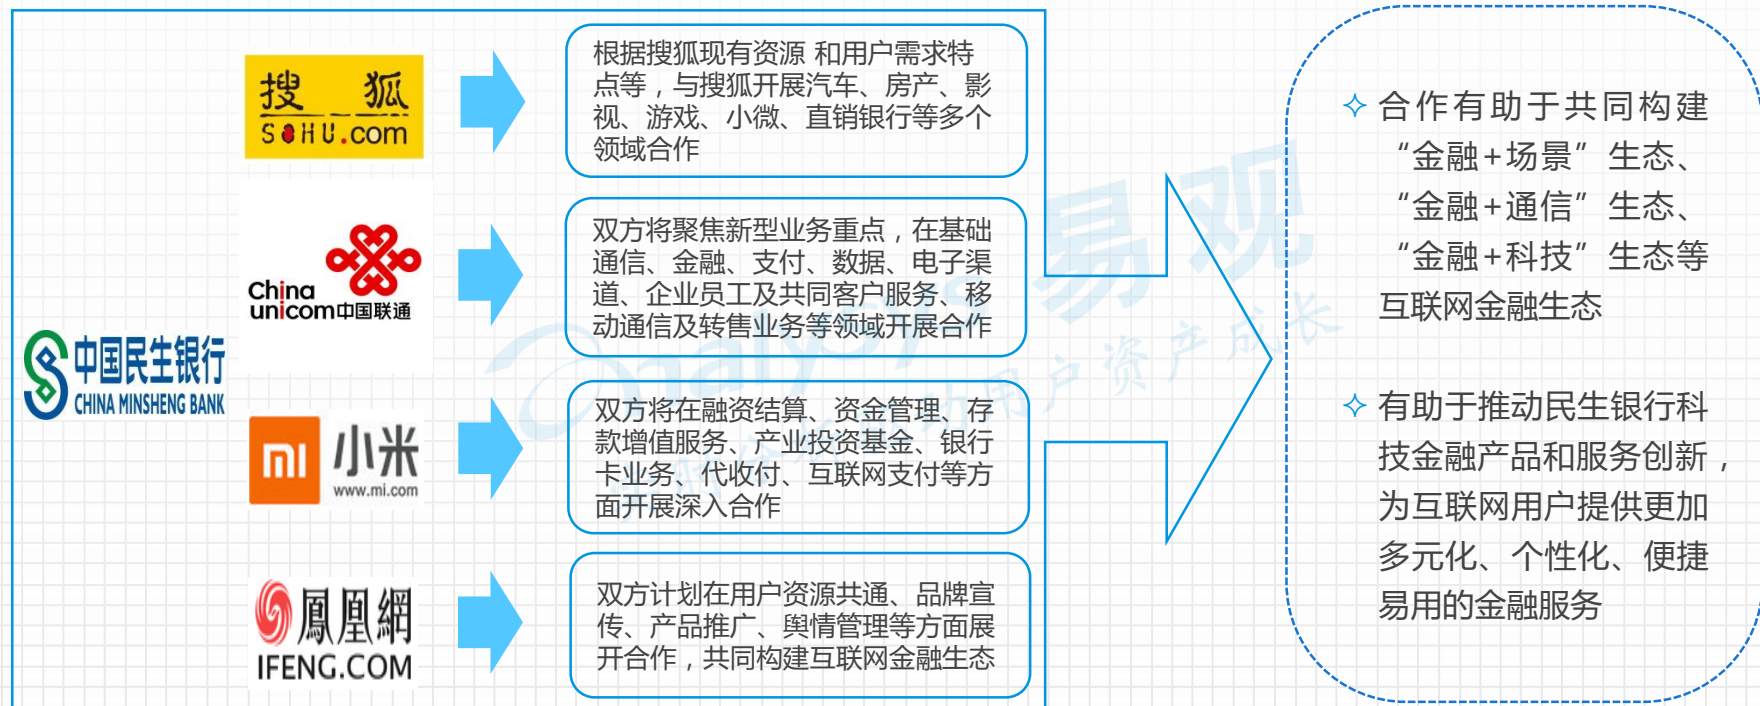 中国民生银行
CHINA MINSHENG BANK
搜 狐
SOHU.com
根据搜狐现有资源 和用户需求特
点等，与搜狐开展汽车、房产、影
视、游戏、小微、直销银行等多个
领域合作
China
unicom中国联通
双方将聚焦新型业务重点，在基础
通信、金融、支付、数据、电子渠
道、企业员工及共同客户服务、移
动通信及转售业务等领域开展合作
mi 小米
www.mi.com
双方将在融资结算、资金管理、存
款增值服务、产业投资基金、银行
卡业务、代收付、互联网支付等方
面开展深入合作
鳳凰網
IFENG.COM
双方计划在用户资源共通、品牌宣
传、产品推广、舆情管理等方面展
开合作，共同构建互联网金融生态
合作有助于共同构建
“金融+场景”生态、
“金融+通信”生态、
“金融+科技”生态等
互联网金融生态
有助于推动民生银行科
技金融产品和服务创新，
为互联网用户提供更加
多元化、个性化、便捷
易用的金融服务
analysys 易观
用户资产成长